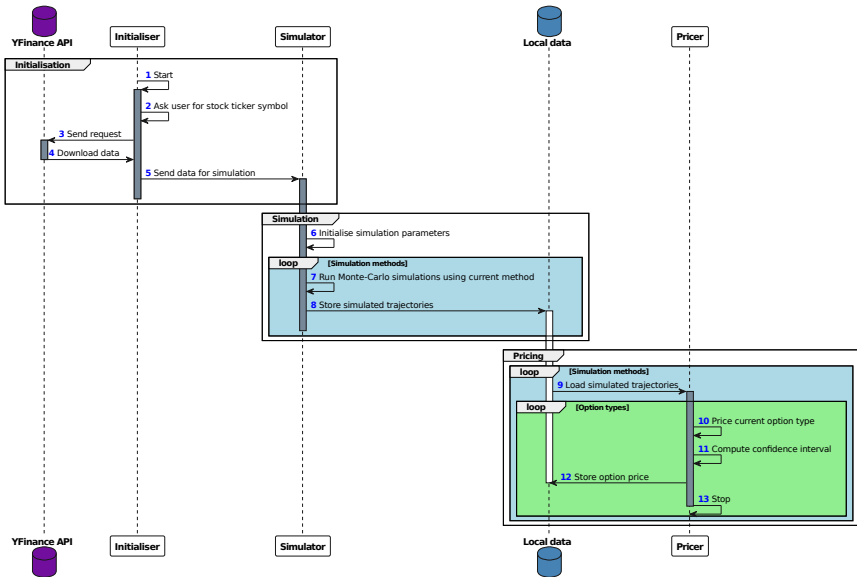 YFinance API
Initialiser
Simulator
Local data
Pricer
Initialisation
1 Start
2 Ask user for stock ticker symbol
3 Send request
4 Download data
5 Send data for simulation
Simulation
6 Initialise simulation parameters
loop [Simulation methods]
7 Run Monte-Carlo simulations using current method
8 Store simulated trajectories
Pricing
loop [Simulation methods]
9 Load simulated trajectories
loop [Option types]
10 Price current option type
11 Compute confidence interval
12 Store option price
13 Stop
YFinance API
Initialiser
Simulator
Local data
Pricer